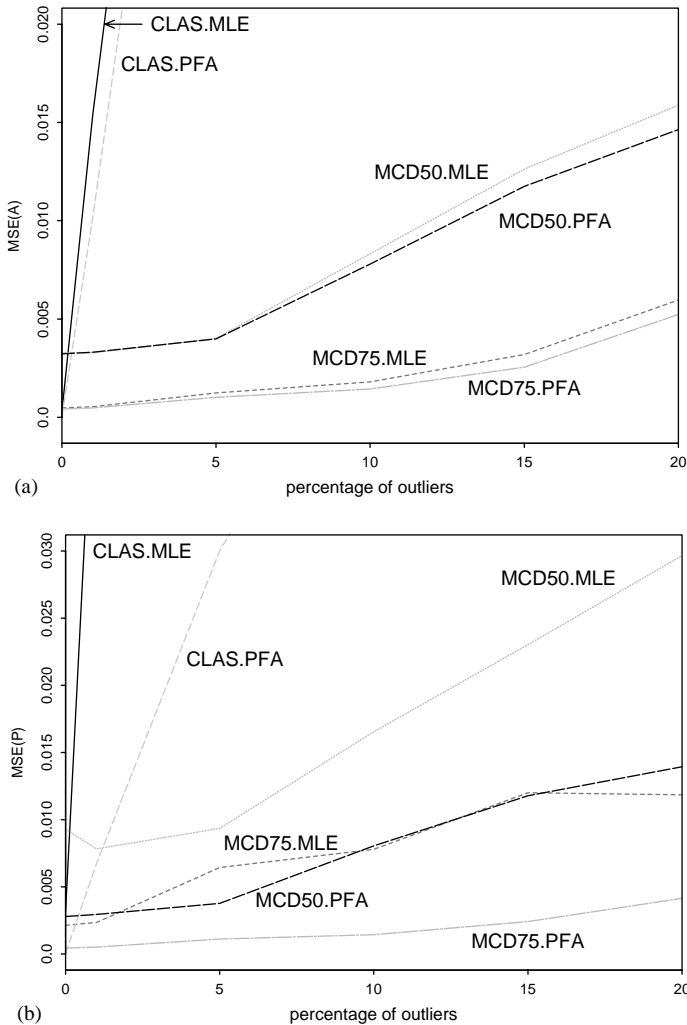 0.020
0.015
0.010
0.005
0.0
MSE(A)
CLAS.MLE
CLAS.PFA
MCD50.MLE
MCD50.PFA
MCD75.MLE
MCD75.PFA
0 5 10 15 20
percentage of outliers
(a)
0.030
0.025
0.020
0.015
0.010
0.005
0.0
MSE(P)
CLAS.MLE
MCD50.MLE
CLAS.PFA
MCD75.MLE
MCD50.PFA
MCD75.PFA
0 5 10 15 20
percentage of outliers
(b)